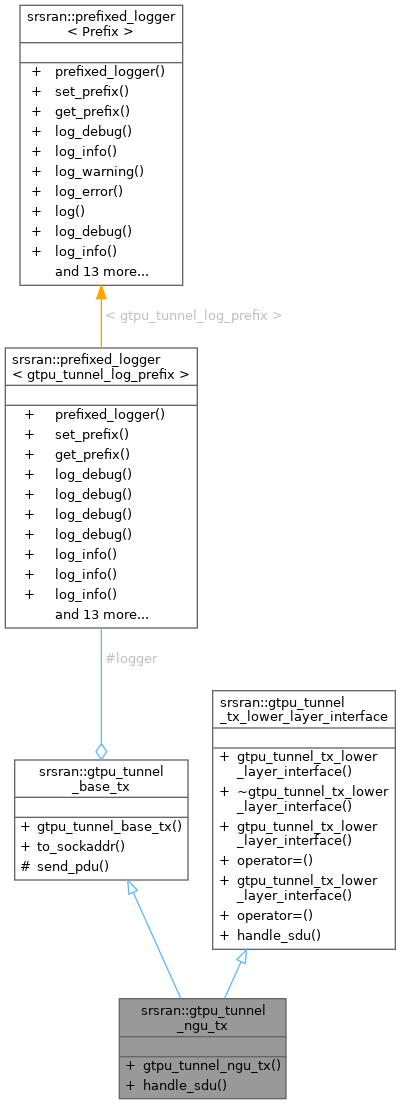 srsran::prefixed_logger
< Prefix >
+ prefixed_logger()
+ set_prefix()
+ get_prefix()
+ log_debug()
+ log_info()
+ log_warning()
+ log_error()
+ log()
+ log_debug()
+ log_info()
and 13 more...
< gtpu_tunnel_log_prefix >
srsran::prefixed_logger
< gtpu_tunnel_log_prefix >
+ prefixed_logger()
+ set_prefix()
+ get_prefix()
+ log_debug()
+ log_debug()
+ log_debug()
+ log_debug()
+ log_info()
+ log_info()
+ log_info()
and 13 more...
#logger
srsran::gtpu_tunnel
_base_tx
+ gtpu_tunnel_base_tx()
+ to_sockaddr()
# send_pdu()
srsran::gtpu_tunnel
_tx_lower_layer_interface
+ gtpu_tunnel_tx_lower
_layer_interface()
+ ~gtpu_tunnel_tx_lower
_layer_interface()
+ gtpu_tunnel_tx_lower
_layer_interface()
+ operator=()
+ gtpu_tunnel_tx_lower
_layer_interface()
+ operator=()
+ handle_sdu()
srsran::gtpu_tunnel
_ngu_tx
+ gtpu_tunnel_ngu_tx()
+ handle_sdu()